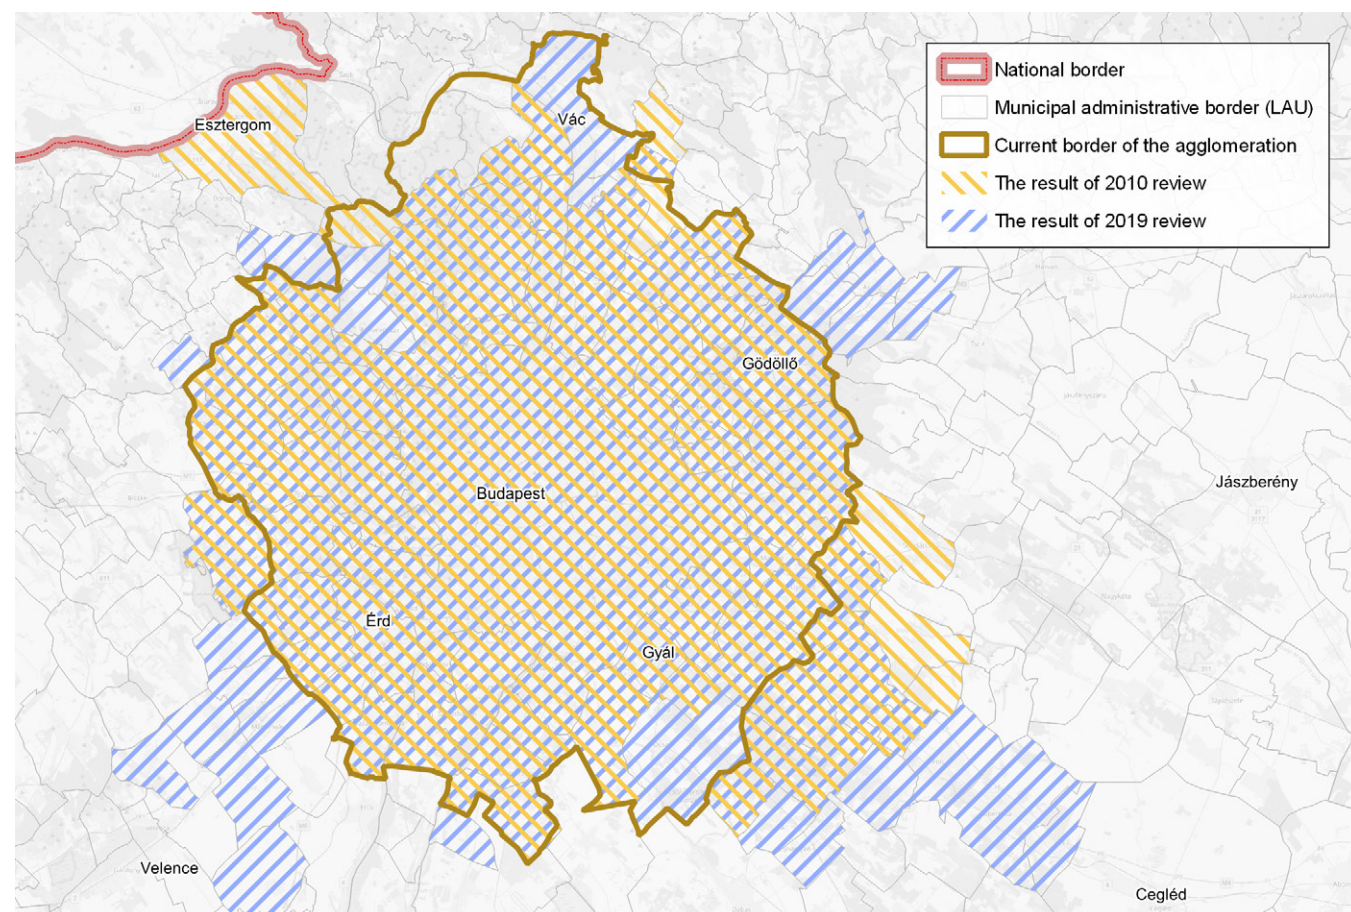 National border
Municipal administrative border (LAU)
Current border of the agglomeration
The result of 2010 review
The result of 2019 review
Esztergom
Vác
Gödöllő
Jászberény
Budapest
Érd
Gyál
Velence
Cegléd